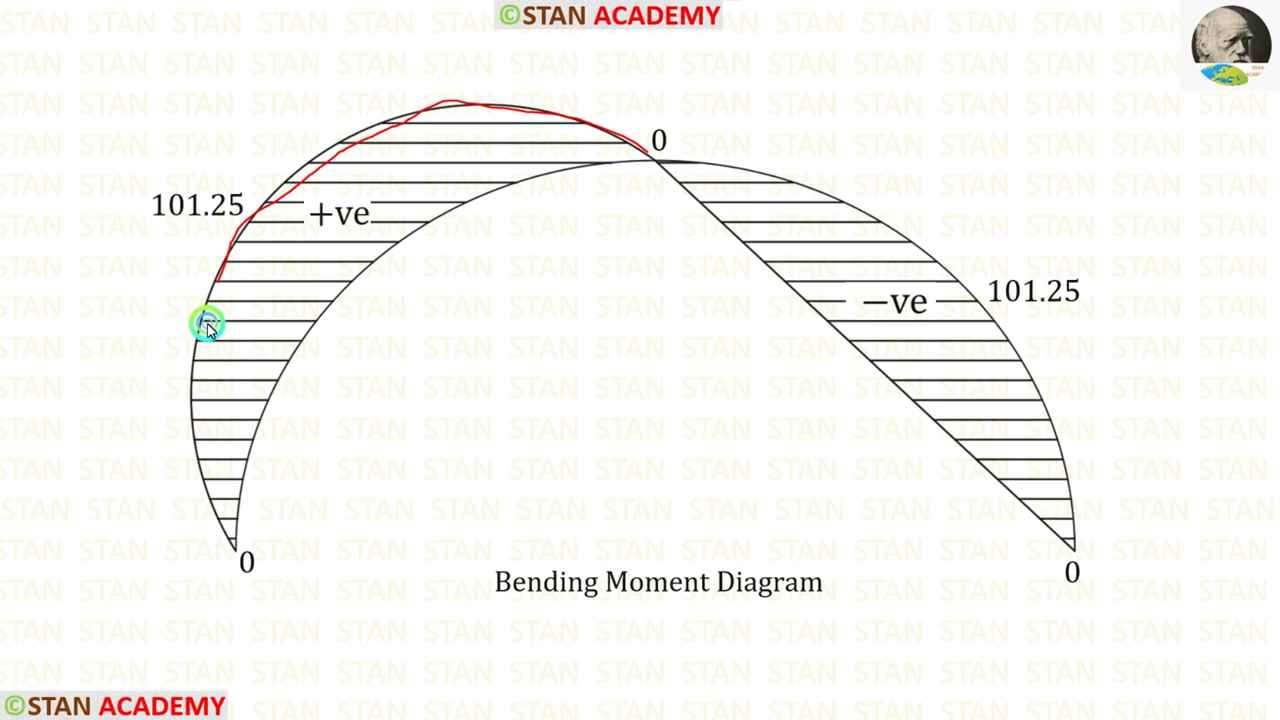 ©STAN ACADEMY
0
101.25
+ve
101.25
−ve
0
0
Bending Moment Diagram
©STAN ACADEMY